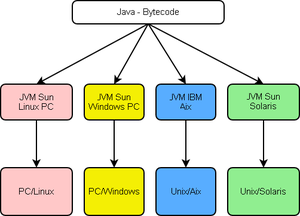 Java - Bytecode
JVM Sun
Linux PC
JVM Sun
Windows PC
JVM IBM
Aix
JVM Sun
Solaris
PC/Linux
PC/Windows
Unix/Aix
Unix/Solaris